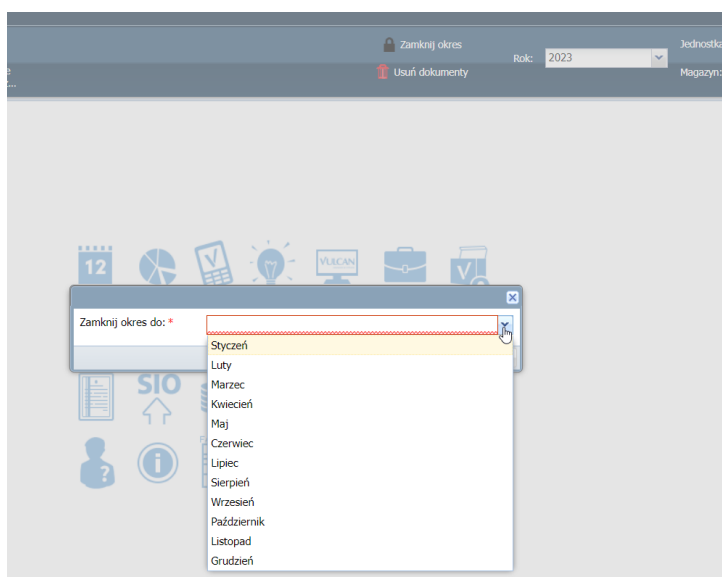 Zamknij okres
Usuń dokumenty
Rok:
2023
Jednostka
Magazyn:
12
V
VULCAN
V
Zamknij okres do: *
Styczeń
Luty
Marzec
Kwiecień
Maj
Czerwiec
Lipiec
Sierpień
Wrzesień
Październik
Listopad
Grudzień
SIO
?
i